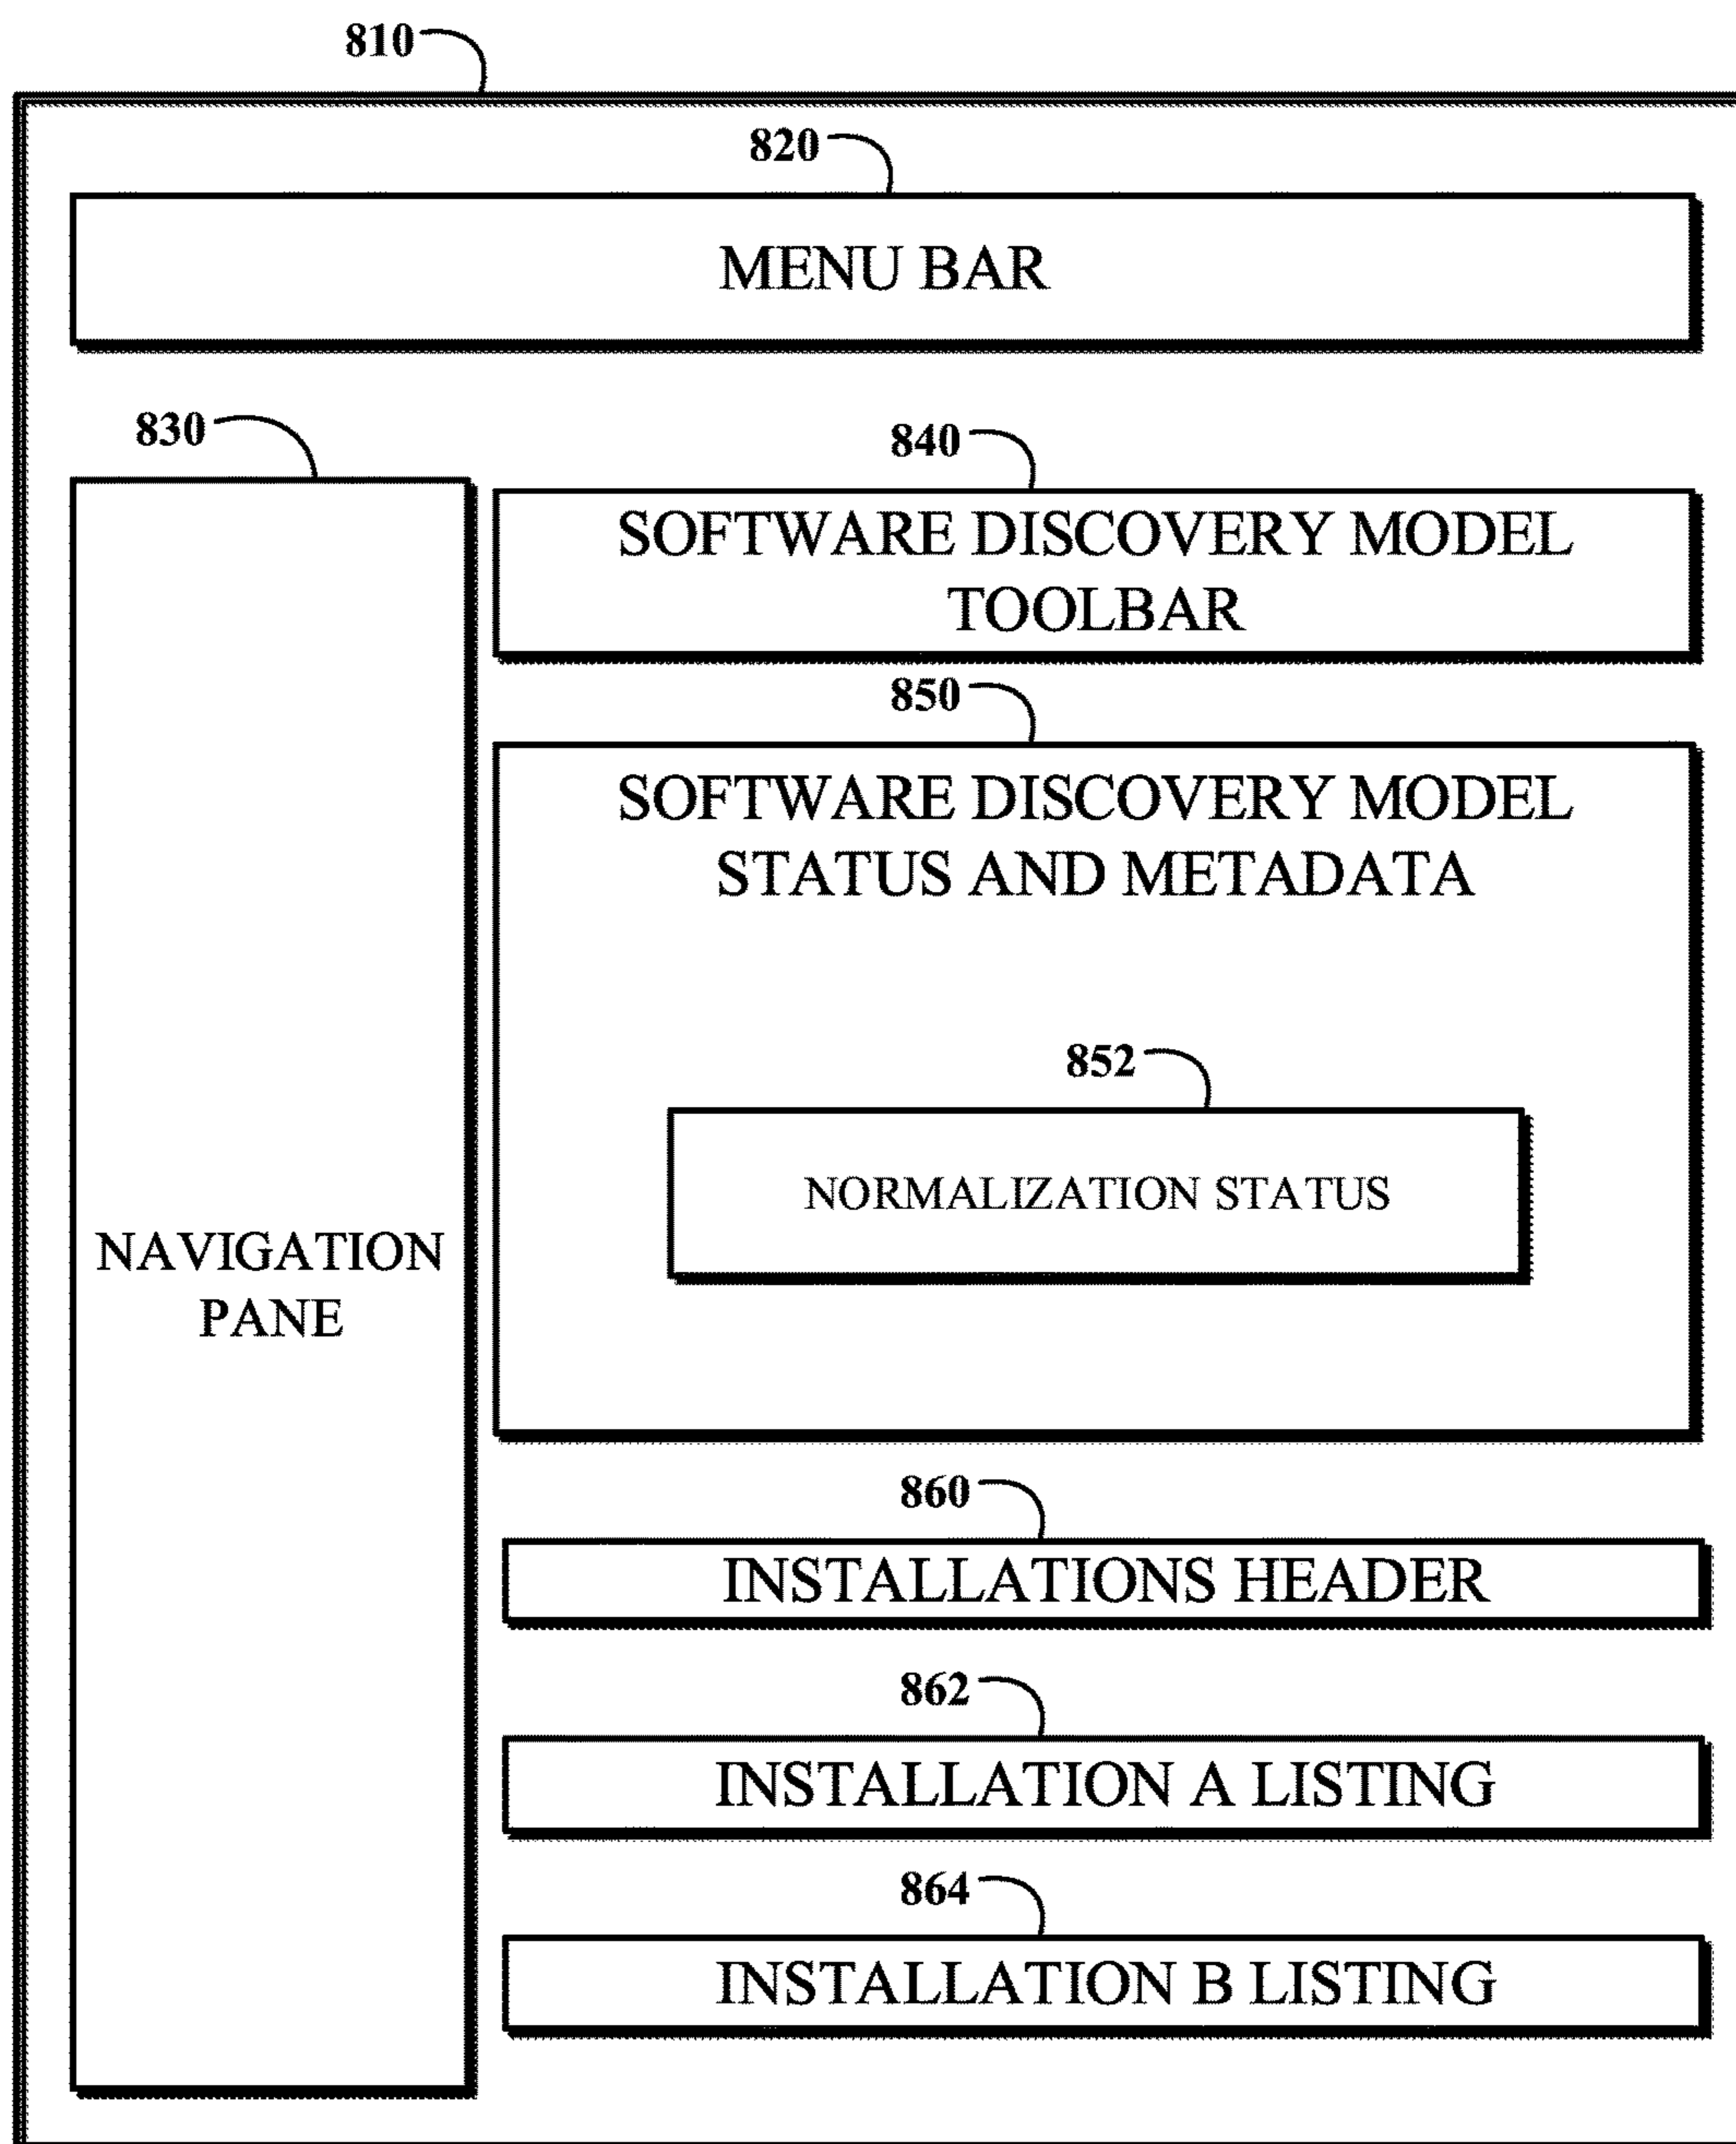 810
820
MENU BAR
830
840
SOFTWARE DISCOVERY MODEL
TOOLBAR
850
SOFTWARE DISCOVERY MODEL
STATUS AND METADATA
852
NORMALIZATION STATUS
NAVIGATION
PANE
860
INSTALLATIONS HEADER
862
INSTALLATION A LISTING
864
INSTALLATION B LISTING